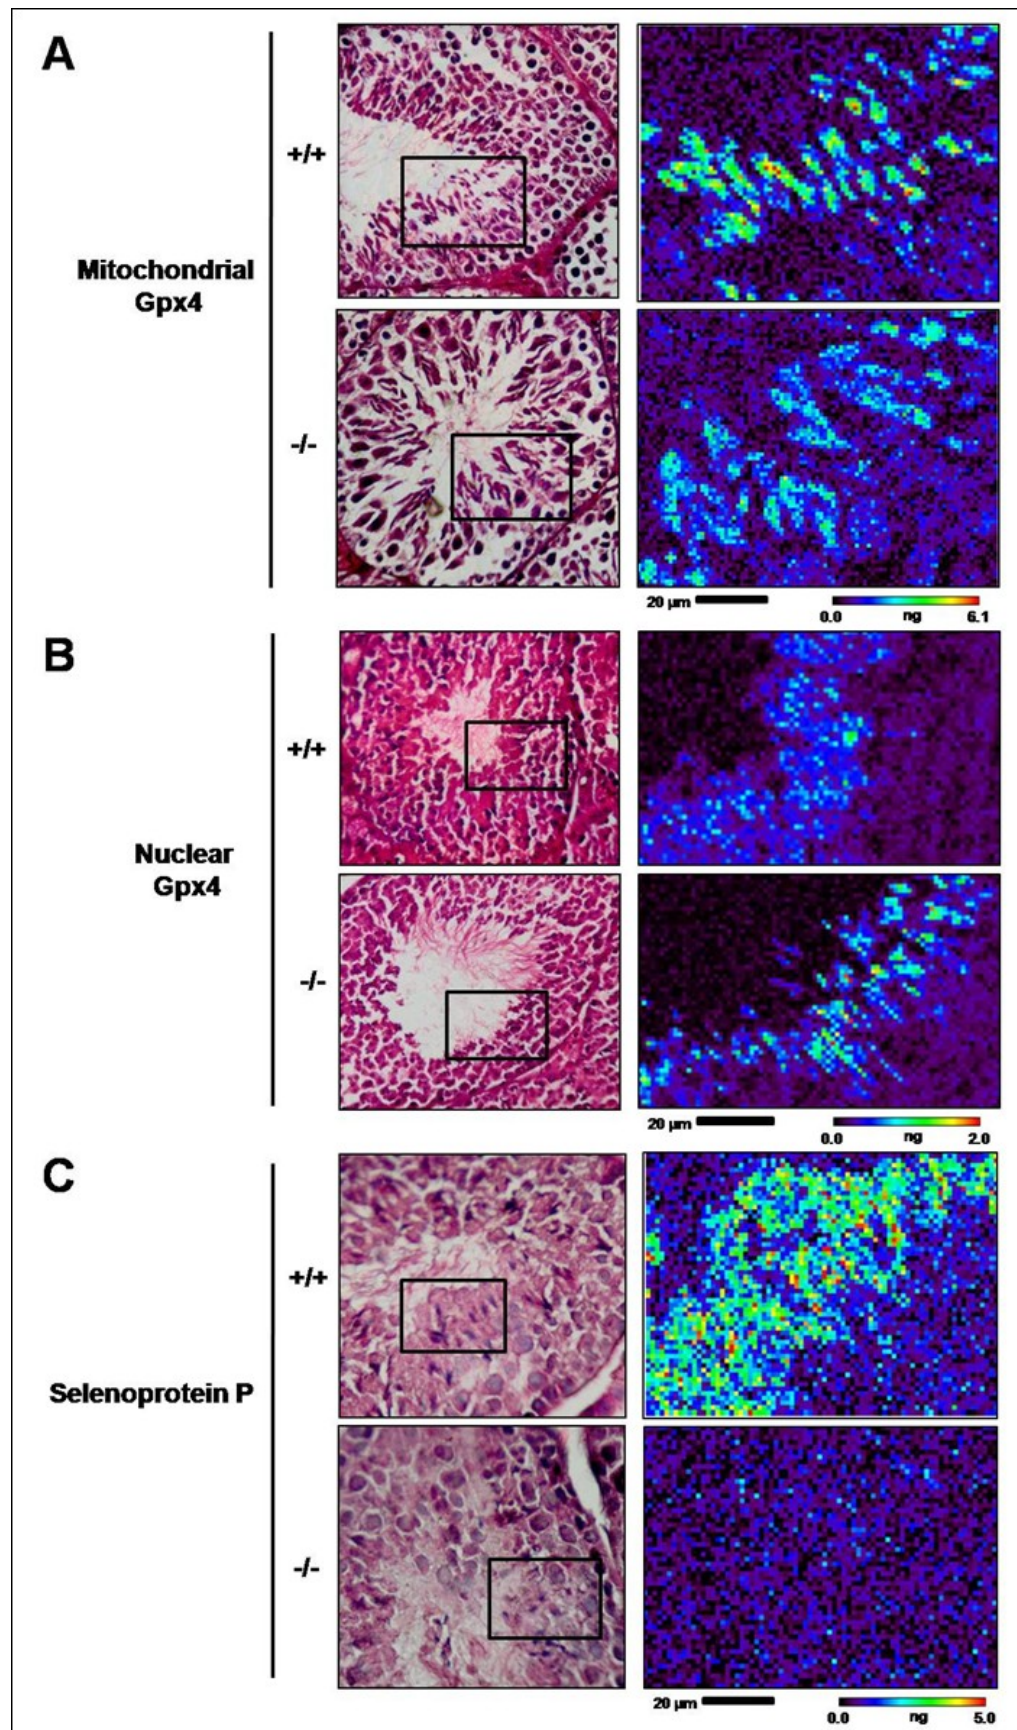 A
+/+
Mitochondrial
Gpx4
-/-
20 µm
0.0 ng 6.1
B
+/+
Nuclear
Gpx4
-/-
20 µm
0.0 ng 2.0
C
+/+
Selenoprotein P
-/-
20 µm
0.0 ng 5.0